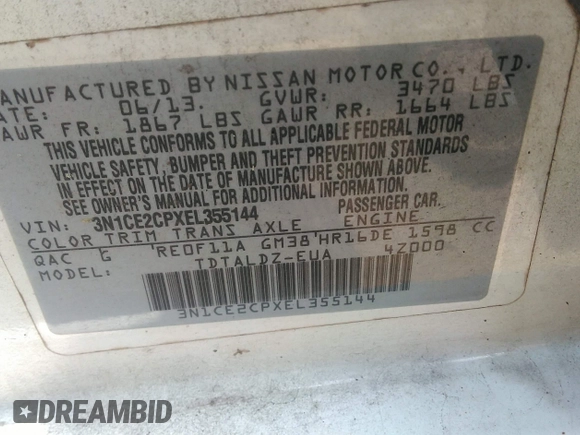 MANUFACTURED BY NISSAN MOTOR CO., LTD.
DATE: 06/13. GVWR: 3470 LBS
GAWR FR: 1867 LBS GAWR RR: 1664 LBS
THIS VEHICLE CONFORMS TO ALL APPLICABLE FEDERAL MOTOR
VEHICLE SAFETY, BUMPER AND THEFT PREVENTION STANDARDS
IN EFFECT ON THE DATE OF MANUFACTURE SHOWN ABOVE.
SEE OWNER'S MANUAL FOR ADDITIONAL INFORMATION.
VIN: 3N1CE2CPXEL355144 PASSENGER CAR.
COLOR TRIM TRANS AXLE ENGINE
QAC G RE0F11A GM38 HR16DE 1598 CC
MODEL: TDTALDZ-EUA 4Z000
3N1CE2CPXEL355144
DREAMBID